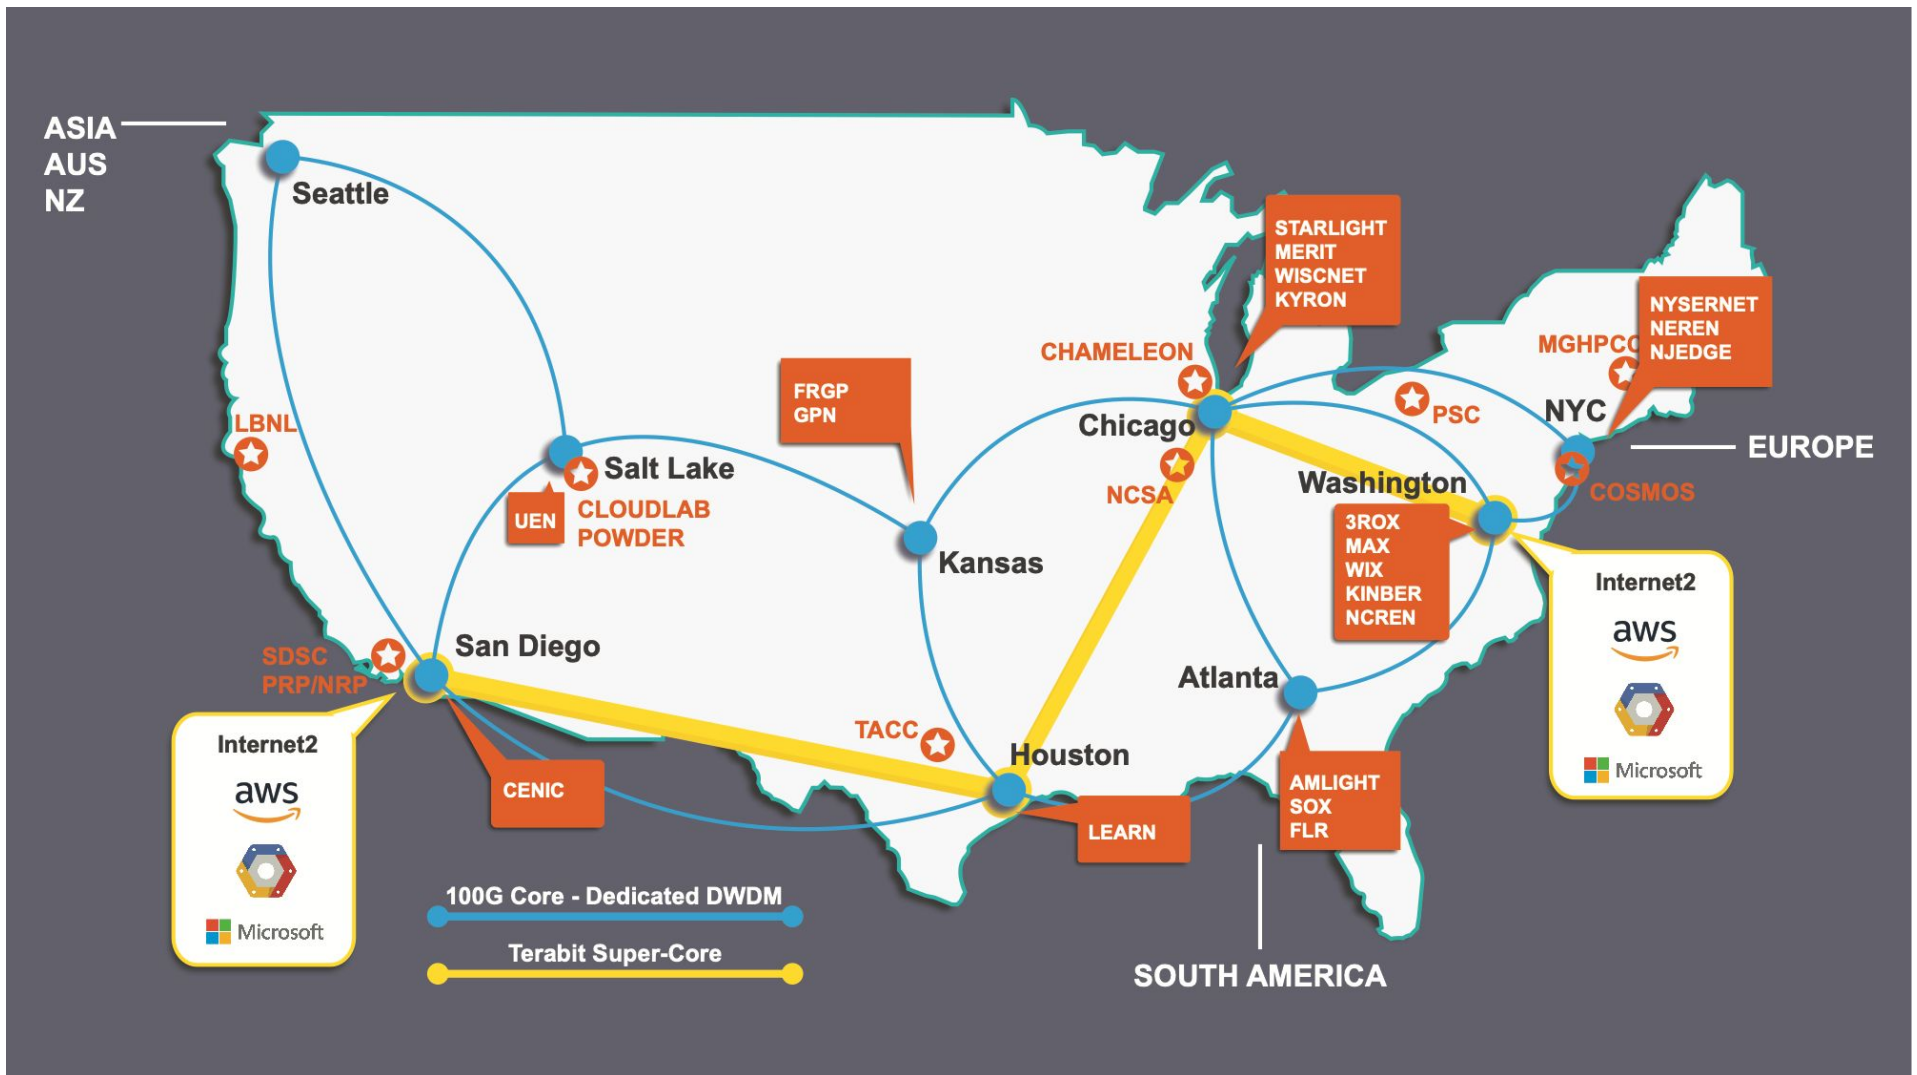 ASIA
AUS
NZ
Seattle
STARLIGHT
MERIT
WISCNET
KYRON
NYSERNET
NEREN
NJEDGE
MGHPCC
CHAMELEON
FRGP
GPN
LBNL
Chicago
PSC
NYC
EUROPE
Salt Lake
CLOUDLAB
POWDER
UEN
NCSA
Washington
COSMOS
3ROX
MAX
WIX
KINBER
NCREN
Kansas
Internet2
aws
Microsoft
San Diego
SDSC
PRP/NRP
Atlanta
TACC
Houston
Internet2
aws
Microsoft
CENIC
LEARN
AMLIGHT
SOX
FLR
100G Core - Dedicated DWDM
Terabit Super-Core
SOUTH AMERICA